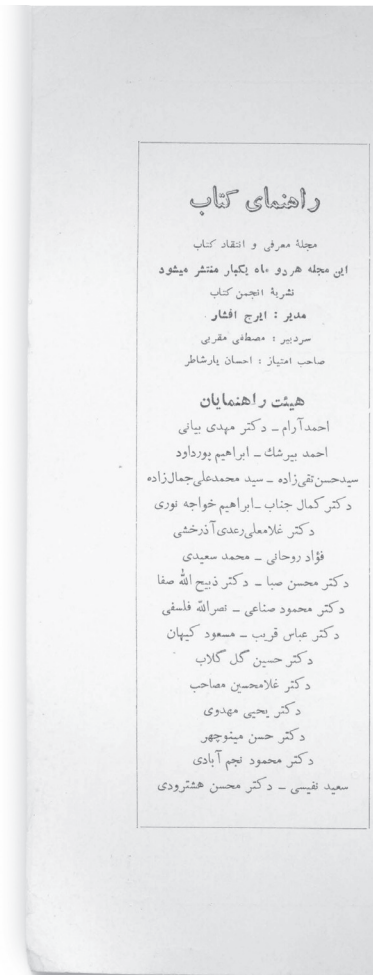 راهنمای کتاب
مجلهٔ معرفی و انتقاد کتاب
این مجله هر دو ماه یکبار منتشر میشود
نشریهٔ انجمن کتاب
مدیر : ایرج افشار
سردبیر : مصطفی مقربی
صاحب امتیاز : احسان یارشاطر
هیئت راهنمایان
احمد آرام ـ دکتر مهدی بیانی
احمد بیرشک ـ ابراهیم پورداود
سیدحسن تقی‌زاده ـ سید محمدعلی جمال‌زاده
دکتر کمال جناب ـ ابراهیم خواجه نوری
دکتر غلامعلی رعدی آذرخشی
فؤاد روحانی ـ محمد سعیدی
دکتر محسن صبا ـ دکتر ذبیح الله صفا
دکتر محمود صناعی ـ نصرالله فلسفی
دکتر عباس قریب ـ مسعود کیهان
دکتر حسین گل گلاب
دکتر غلامحسین مصاحب
دکتر یحیی مهدوی
دکتر حسن مینوچهر
دکتر محمود نجم آبادی
سعید نفیسی ـ دکتر محسن هشترودی